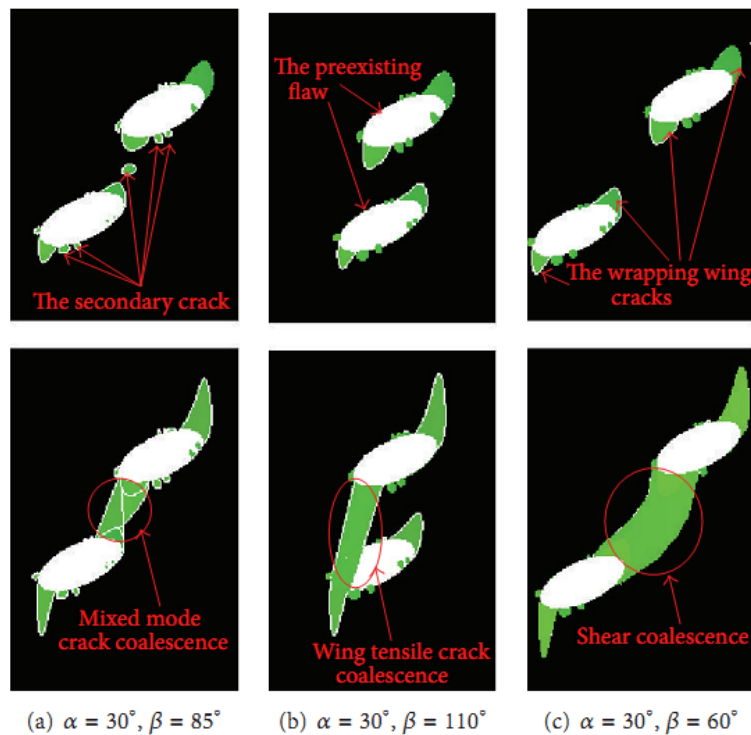 The preexisting
flaw
The secondary crack
The wrapping wing
cracks
Mixed mode
crack coalescence
Wing tensile crack
coalescence
Shear coalescence
(a) α = 30°, β = 85°
(b) α = 30°, β = 110°
(c) α = 30°, β = 60°